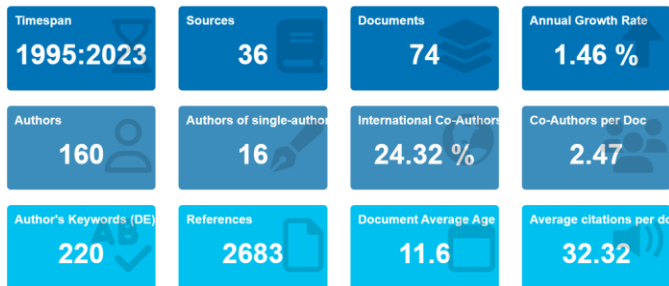 Timespan
1995:2023
Sources
36
Documents
74
Annual Growth Rate
1.46 %
Authors
160
Authors of single-author
16
International Co-Authors
24.32 %
Co-Authors per Doc
2.47
Author's Keywords (DE)
220
References
2683
Document Average Age
11.6
Average citations per do
32.32